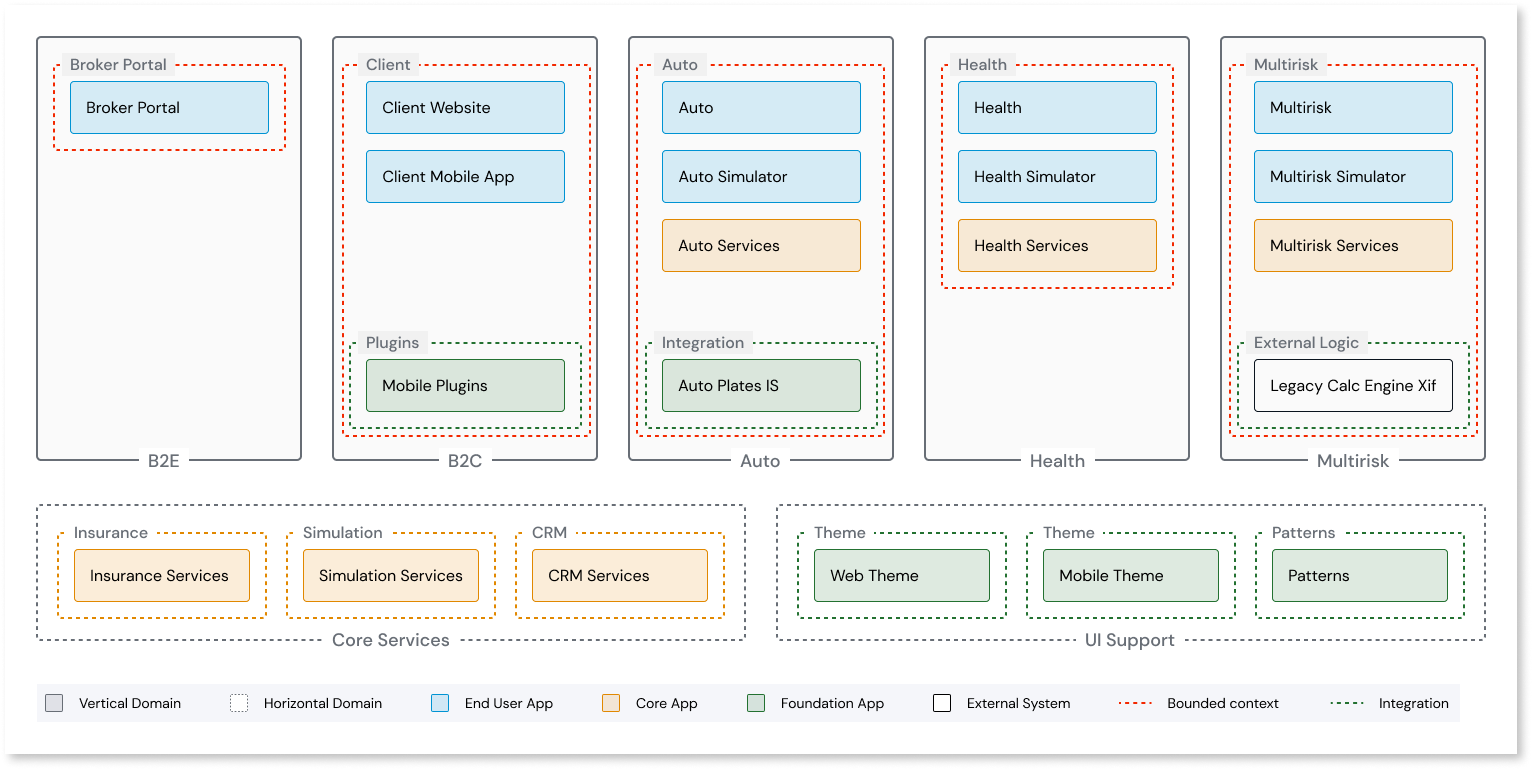 Broker Portal
Broker Portal
B2E
Client
Client Website
Client Mobile App
Plugins
Mobile Plugins
B2C
Auto
Auto
Auto Simulator
Auto Services
Integration
Auto Plates IS
Auto
Health
Health
Health Simulator
Health Services
Health
Multirisk
Multirisk
Multirisk Simulator
Multirisk Services
External Logic
Legacy Calc Engine Xif
Multirisk
Insurance
Insurance Services
Simulation
Simulation Services
CRM
CRM Services
Core Services
Theme
Web Theme
Theme
Mobile Theme
Patterns
Patterns
UI Support
Vertical Domain
Horizontal Domain
End User App
Core App
Foundation App
External System
Bounded context
Integration